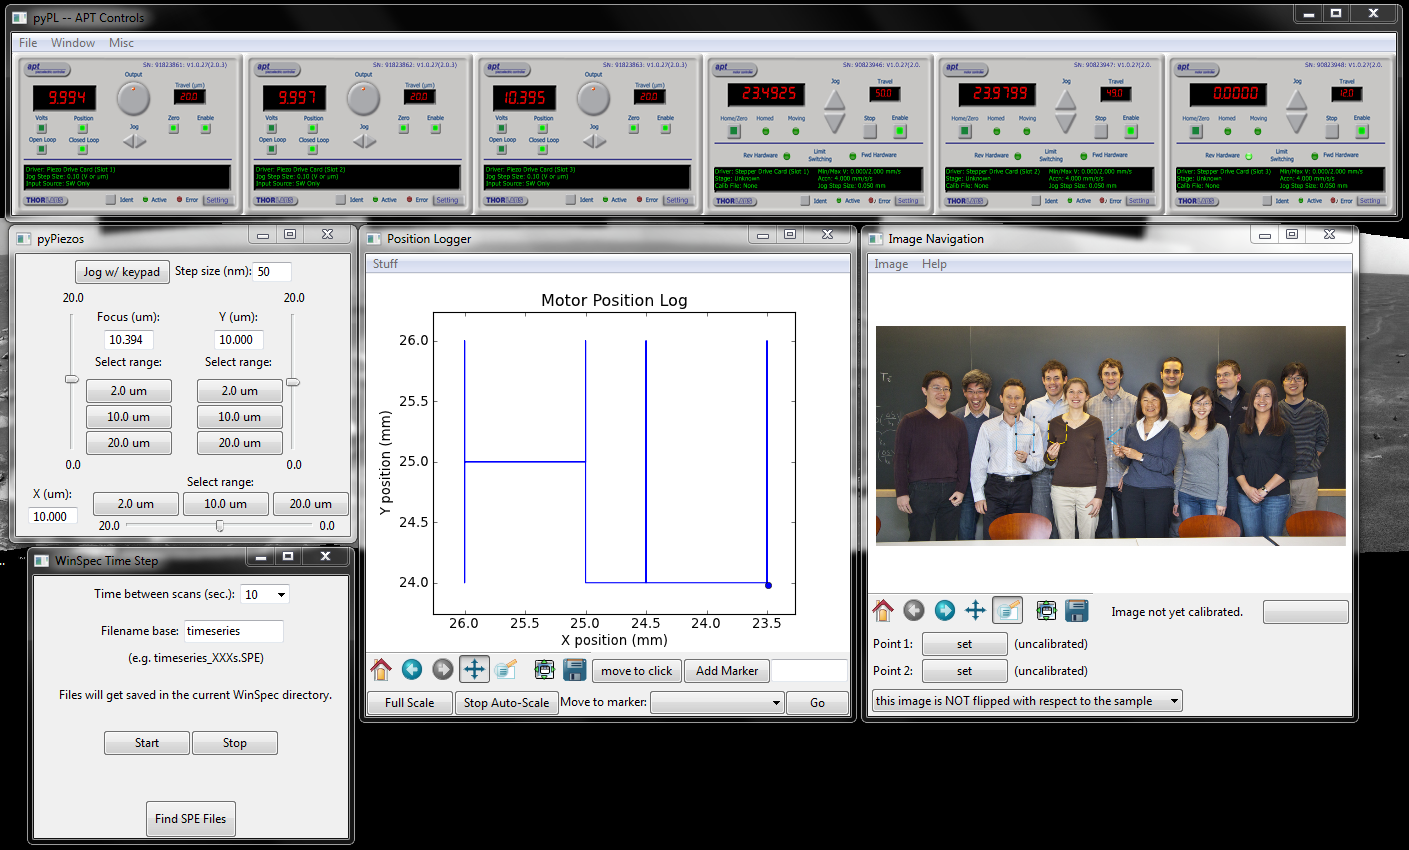 pyPL -- APT Controls
File Window Misc
apt SN: 91823861: V1.0.27(2.0.3)
Output
Travel (µm)
9.994 20.0
Volts Position Zero Enable
Jog
Open Loop Closed Loop
Driver: Piezo Drive Card (Slot 1)
Jog Step Size: 0.10 (V or µm)
Input Source: SW Only
THORLABS Ident Active Error Setting
apt SN: 91823862: V1.0.27(2.0.3)
Output
Travel (µm)
9.997 20.0
Volts Position Zero Enable
Jog
Open Loop Closed Loop
Driver: Piezo Drive Card (Slot 2)
Jog Step Size: 0.10 (V or µm)
Input Source: SW Only
THORLABS Ident Active Error Setting
apt SN: 91823863: V1.0.27(2.0.3)
Output
Travel (µm)
10.395 20.0
Volts Position Zero Enable
Jog
Open Loop Closed Loop
Driver: Piezo Drive Card (Slot 3)
Jog Step Size: 0.10 (V or µm)
Input Source: SW Only
THORLABS Ident Active Error Setting
apt SN: 91823946: V1.0.27(2.0.
Jog Travel
23.4925 50.0
Home/Zero Homed Moving Stop Enable
Rev Hardware Limit Switching Fwd Hardware
Driver: Stepper Drive Card (Slot 1) Min/Max V: 0.000/2.000 mm/s
Stage: Unknown Accn: 4.000 mm/s/s
Calib File: None Jog Step Size: 0.050 mm
THORLABS Ident Active Error Setting
apt SN: 91823947: V1.0.27(2.0.
Jog Travel
23.9799 49.0
Home/Zero Homed Moving Stop Enable
Rev Hardware Limit Switching Fwd Hardware
Driver: Stepper Drive Card (Slot 2) Min/Max V: 0.000/2.000 mm/s
Stage: Unknown Accn: 4.000 mm/s/s
Calib File: None Jog Step Size: 0.050 mm
THORLABS Ident Active Error Setting
apt SN: 91823948: V1.0.27(2.0.
Jog Travel
0.0000 12.0
Home/Zero Homed Moving Stop Enable
Rev Hardware Limit Switching Fwd Hardware
Driver: Stepper Drive Card (Slot 3) Min/Max V: 0.000/2.000 mm/s
Stage: Unknown Accn: 4.000 mm/s/s
Calib File: None Jog Step Size: 0.050 mm
THORLABS Ident Active Error Setting
pyPiezos
Jog w/ keypad Step size (nm): 50
20.0 20.0
Focus (um): Y (um):
10.394 10.000
Select range: Select range:
2.0 um 2.0 um
10.0 um 10.0 um
20.0 um 20.0 um
0.0 0.0
Select range:
X (um):
2.0 um 10.0 um 20.0 um
10.000
20.0 0.0
WinSpec Time Step
Time between scans (sec.): 10
Filename base: timeseries
(e.g. timeseries_XXXs.SPE)
Files will get saved in the current WinSpec directory.
Start Stop
Find SPE Files
Position Logger
Stuff
Motor Position Log
26.0
25.5
25.0
24.5
24.0
Y position (mm)
26.0 25.5 25.0 24.5 24.0 23.5
X position (mm)
move to click Add Marker
Full Scale Stop Auto-Scale Move to marker: Go
Image Navigation
Image Help
Image not yet calibrated.
Point 1: set (uncalibrated)
Point 2: set (uncalibrated)
this image is NOT flipped with respect to the sample